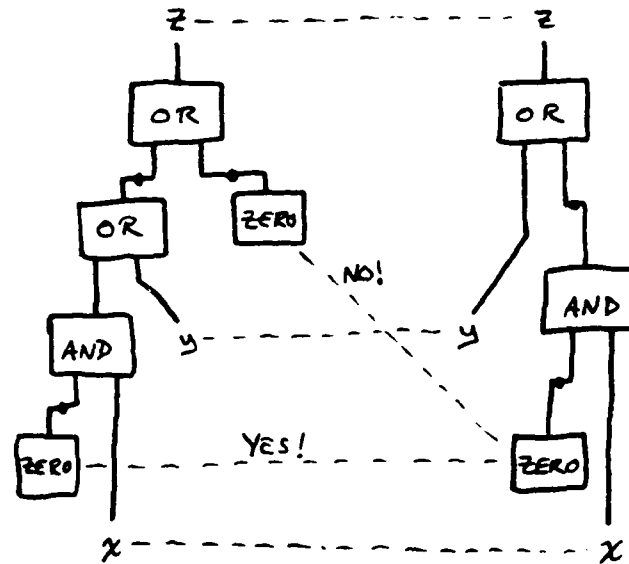 z z
OR OR
OR ZERO
NO!
AND
AND y y
YES!
ZERO ZERO
x x